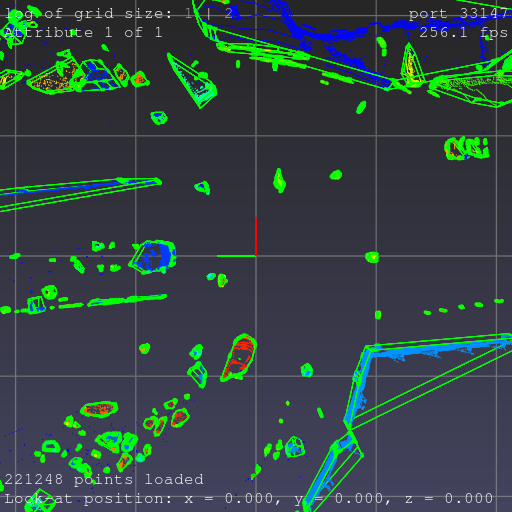 log of grid size: 1 | 2
port 33147
Attribute 1 of 1
256.1 fps
221248 points loaded
Look-at position: x = 0.000, y = 0.000, z = 0.000